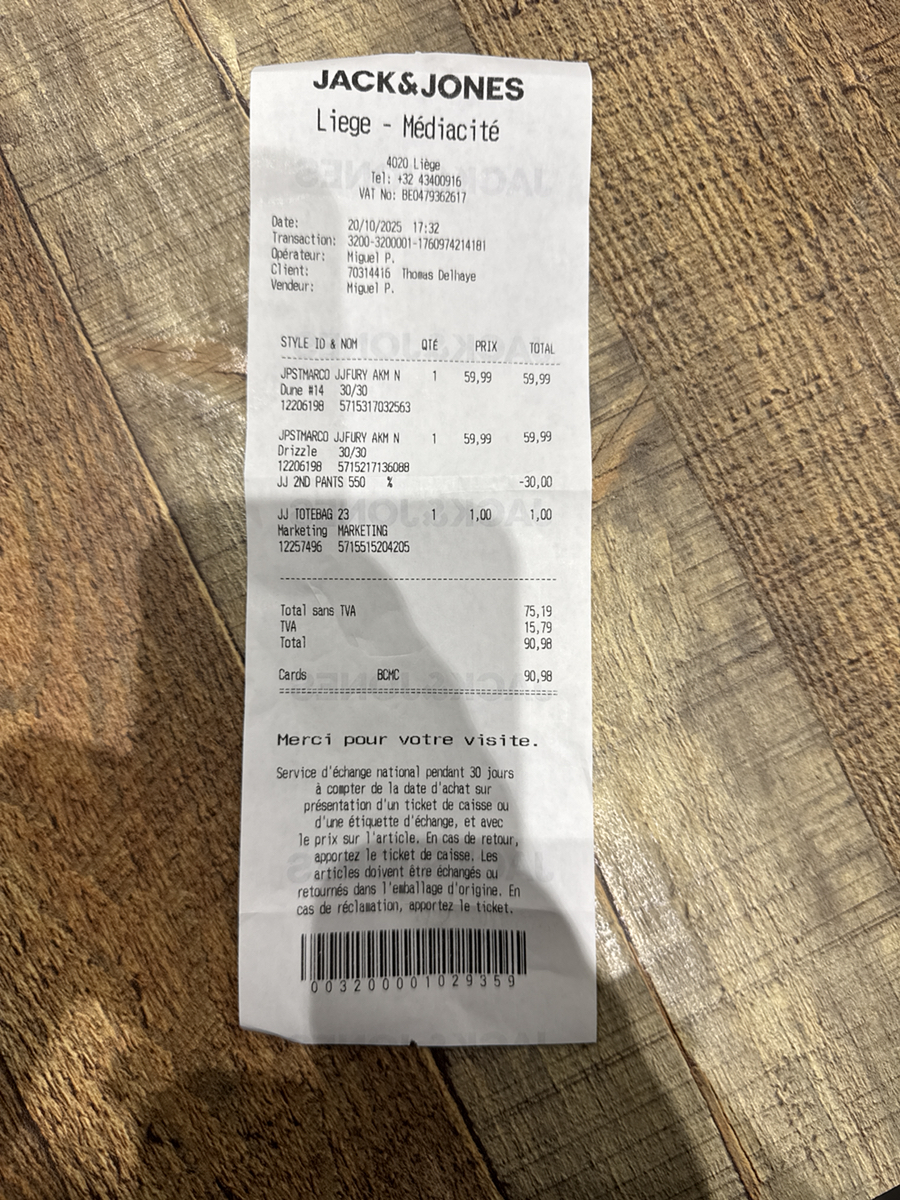 JACK&JONES
Liege - Médiacité
4020 Liège
Tel: +32 43400916
VAT No: BE0479362617
Date: 20/10/2025 17:32
Transaction: 3200-3200001-1760974214181
Opérateur: Miguel P.
Client: 70314416 Thomas Delhaye
Vendeur: Miguel P.
STYLE ID & NOM QTÉ PRIX TOTAL
JPSTMARCO JJFURY AKM N 1 59,99 59,99
Dune #14 30/30
12206198 5715317032563
JPSTMARCO JJFURY AKM N 1 59,99 59,99
Drizzle 30/30
12206198 5715217136088
JJ 2ND PANTS 550 % -30,00
JJ TOTEBAG 23 1 1,00 1,00
Marketing MARKETING
12257496 5715515204205
Total sans TVA 75,19
TVA 15,79
Total 90,98
Cards BCMC 90,98
Merci pour votre visite.
Service d'échange national pendant 30 jours
à compter de la date d'achat sur
présentation d'un ticket de caisse ou
d'une étiquette d'échange, et avec
le prix sur l'article. En cas de retour,
apportez le ticket de caisse. Les
articles doivent être échangés ou
retournés dans l'emballage d'origine. En
cas de réclamation, apportez le ticket.
003200001029359